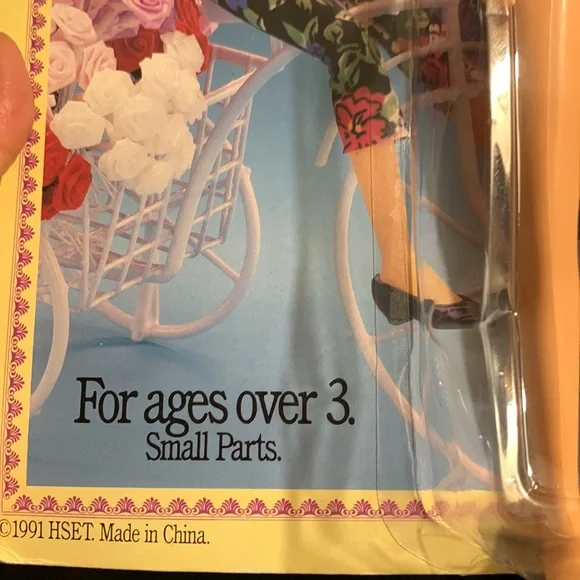 For ages over 3.
Small Parts.
©1991 HSET. Made in China.